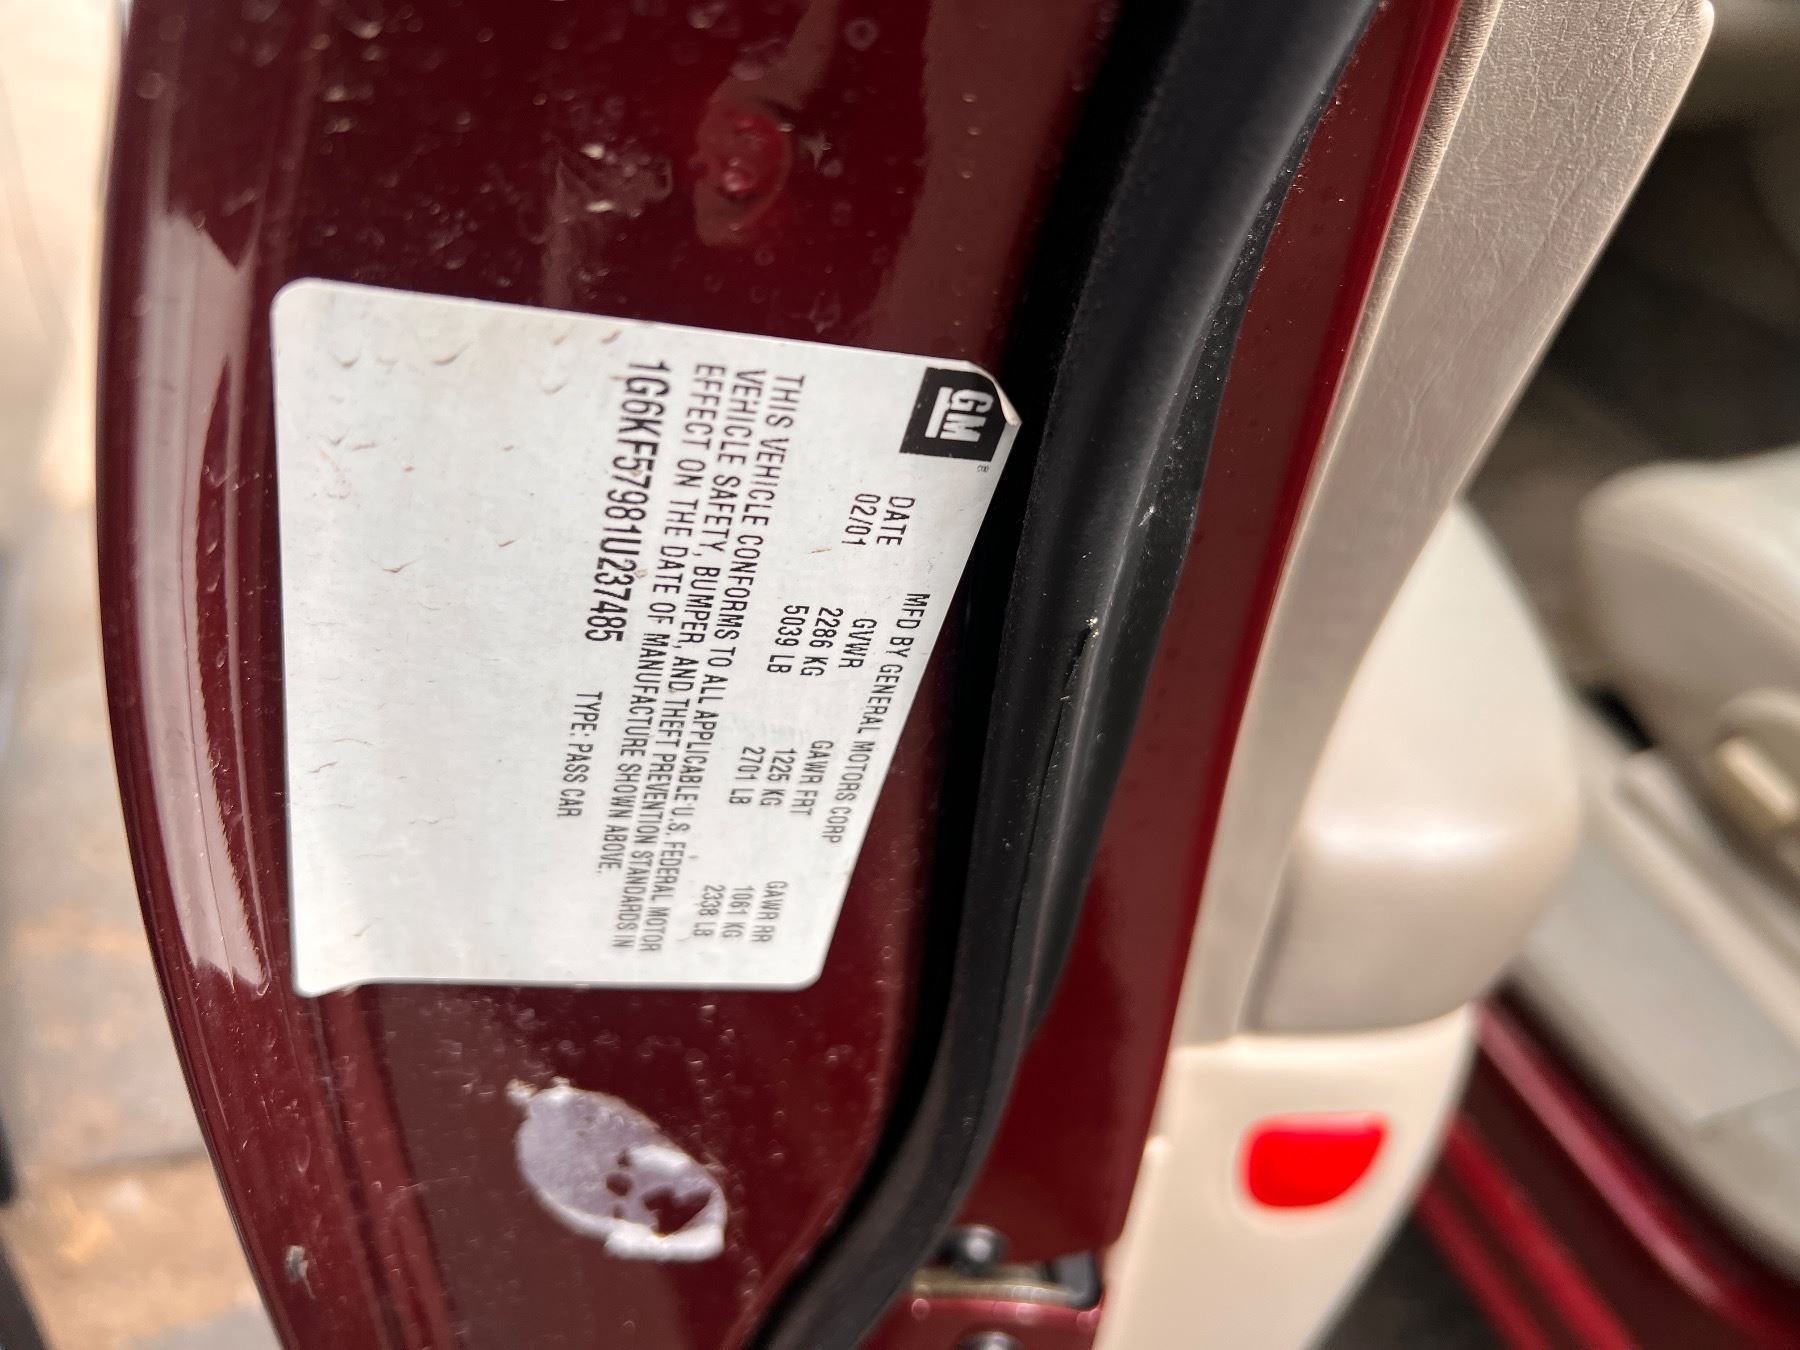 GM
MFD BY GENERAL MOTORS CORP
DATE GVWR GAWR FRT GAWR RR
02/01 2286 KG 1225 KG 1061 KG
5039 LB 2701 LB 2338 LB
THIS VEHICLE CONFORMS TO ALL APPLICABLE U.S. FEDERAL MOTOR
VEHICLE SAFETY, BUMPER, AND THEFT PREVENTION STANDARDS IN
EFFECT ON THE DATE OF MANUFACTURE SHOWN ABOVE.
1G6KF57981U237485 TYPE: PASS CAR